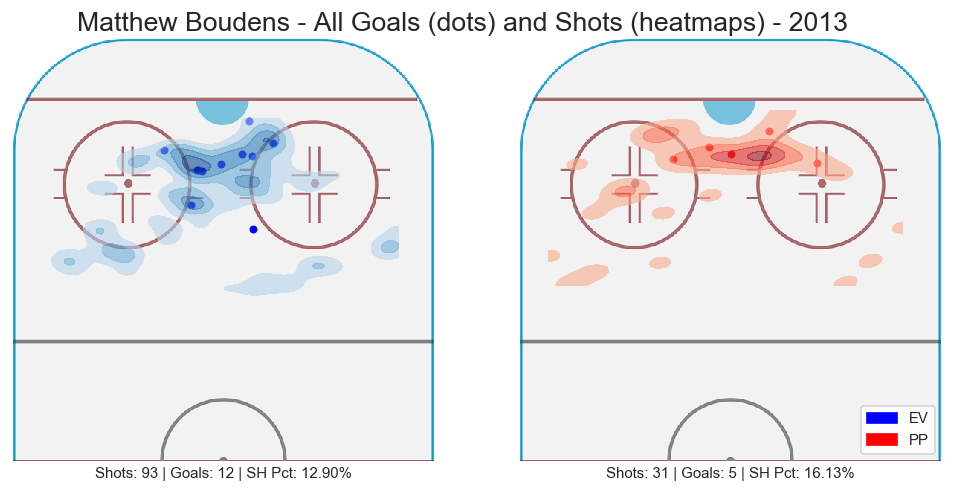 Matthew Boudens - All Goals (dots) and Shots (heatmaps) - 2013
EV
PP
Shots: 93 | Goals: 12 | SH Pct: 12.90%
Shots: 31 | Goals: 5 | SH Pct: 16.13%